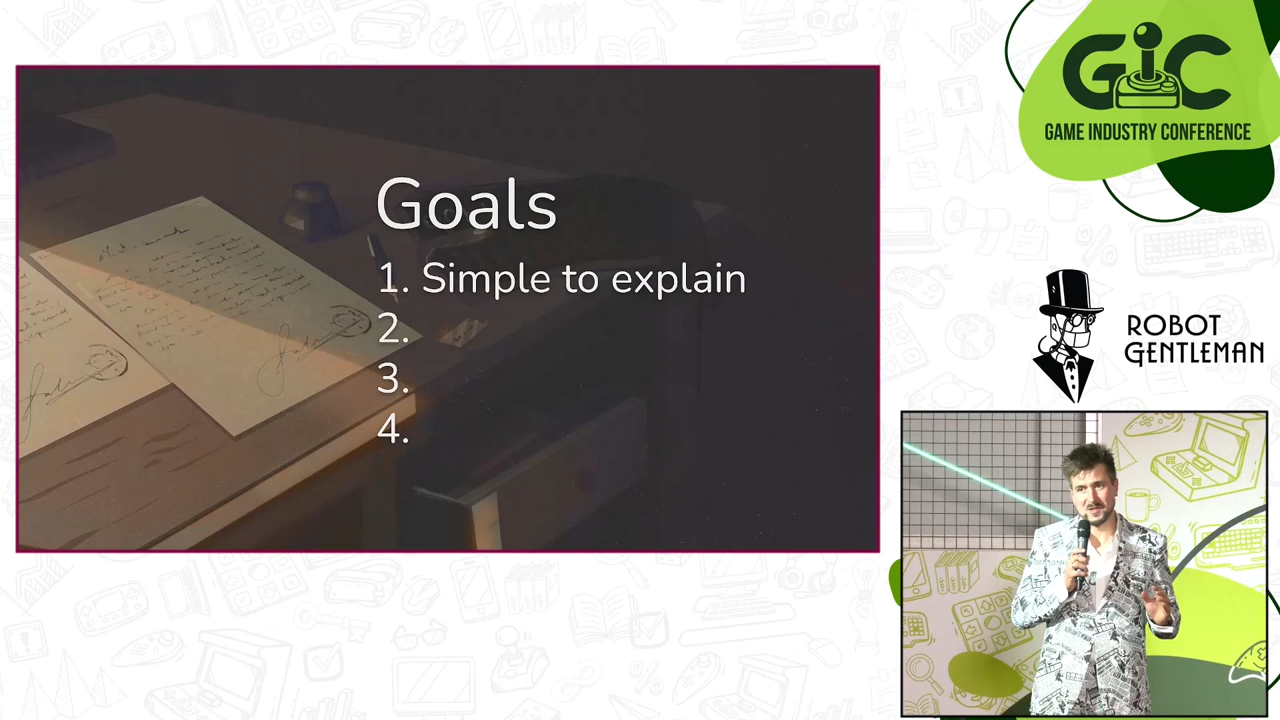 Goals
1. Simple to explain
2.
3.
4.
GiC
GAME INDUSTRY CONFERENCE
ROBOT
GENTLEMAN